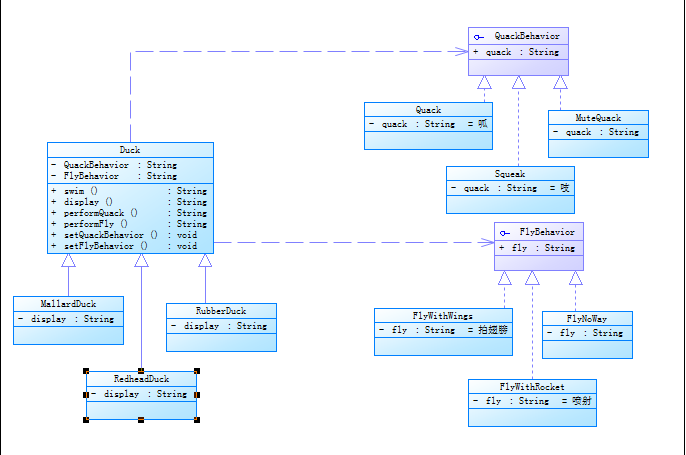 QuackBehavior
+ quack : String
Quack
- quack : String = 呱
MuteQuack
- quack : String
Squeak
- quack : String = 吱
Duck
- QuackBehavior : String
- FlyBehavior : String
+ swim () : String
+ display () : String
+ performQuack () : String
+ performFly () : String
+ setQuackBehavior () : void
+ setFlyBehavior () : void
FlyBehavior
+ fly : String
MallardDuck
- display : String
RubberDuck
- display : String
RedheadDuck
- display : String
FlyWithWings
- fly : String = 拍翅膀
FlyNoWay
- fly : String
FlyWithRocket
- fly : String = 喷射